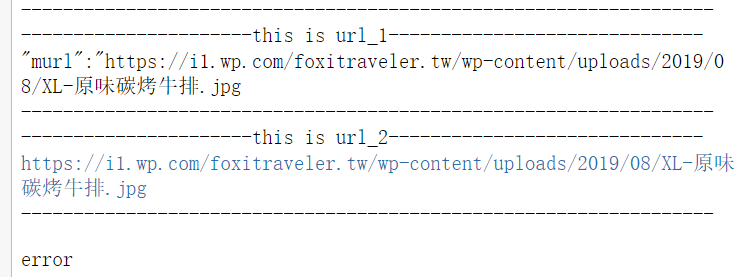 ------------------------------------------------------------------
----------------------this is url_1------------------------------
"murl":"https://i1.wp.com/foxitraveler.tw/wp-content/uploads/2019/0
8/XL-原味碳烤牛排.jpg
------------------------------------------------------------------
----------------------this is url_2------------------------------
https://i1.wp.com/foxitraveler.tw/wp-content/uploads/2019/08/XL-原味
碳烤牛排.jpg
------------------------------------------------------------------
error